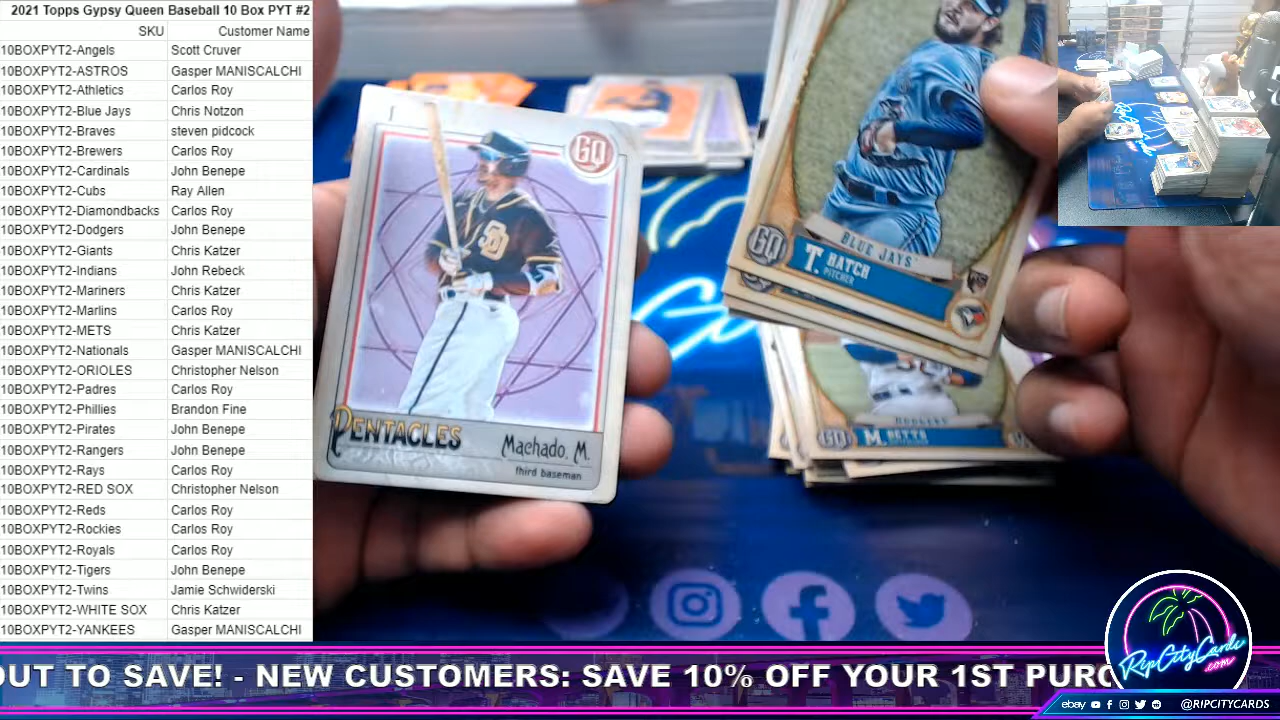 2021 Topps Gypsy Queen Baseball 10 Box PYT #2
SKU Customer Name
10BOXPYT2-Angels Scott Cruver
10BOXPYT2-ASTROS Gasper MANISCALCHI
10BOXPYT2-Athletics Carlos Roy
10BOXPYT2-Blue Jays Chris Notzon
10BOXPYT2-Braves steven pidcock
10BOXPYT2-Brewers Carlos Roy
10BOXPYT2-Cardinals John Benepe
10BOXPYT2-Cubs Ray Allen
10BOXPYT2-Diamondbacks Carlos Roy
10BOXPYT2-Dodgers John Benepe
10BOXPYT2-Giants Chris Katzer
10BOXPYT2-Indians John Rebeck
10BOXPYT2-Mariners Chris Katzer
10BOXPYT2-Marlins Carlos Roy
10BOXPYT2-METS Chris Katzer
10BOXPYT2-Nationals Gasper MANISCALCHI
10BOXPYT2-ORIOLES Christopher Nelson
10BOXPYT2-Padres Carlos Roy
10BOXPYT2-Phillies Brandon Fine
10BOXPYT2-Pirates John Benepe
10BOXPYT2-Rangers John Benepe
10BOXPYT2-Rays Carlos Roy
10BOXPYT2-RED SOX Christopher Nelson
10BOXPYT2-Reds Carlos Roy
10BOXPYT2-Rockies Carlos Roy
10BOXPYT2-Royals Carlos Roy
10BOXPYT2-Tigers John Benepe
10BOXPYT2-Twins Jamie Schwiderski
10BOXPYT2-WHITE SOX Chris Katzer
10BOXPYT2-YANKEES Gasper MANISCALCHI
GQ
SD
PENTACLES
Machado, M.
third baseman
BLUE JAYS
GQ
T. HATCH
PITCHER
DODGERS
GQ
M. BETTS
OUT TO SAVE! - NEW CUSTOMERS: SAVE 10% OFF YOUR 1ST PURC
RipCityCards
.com
ebay @RIPCITYCARDS